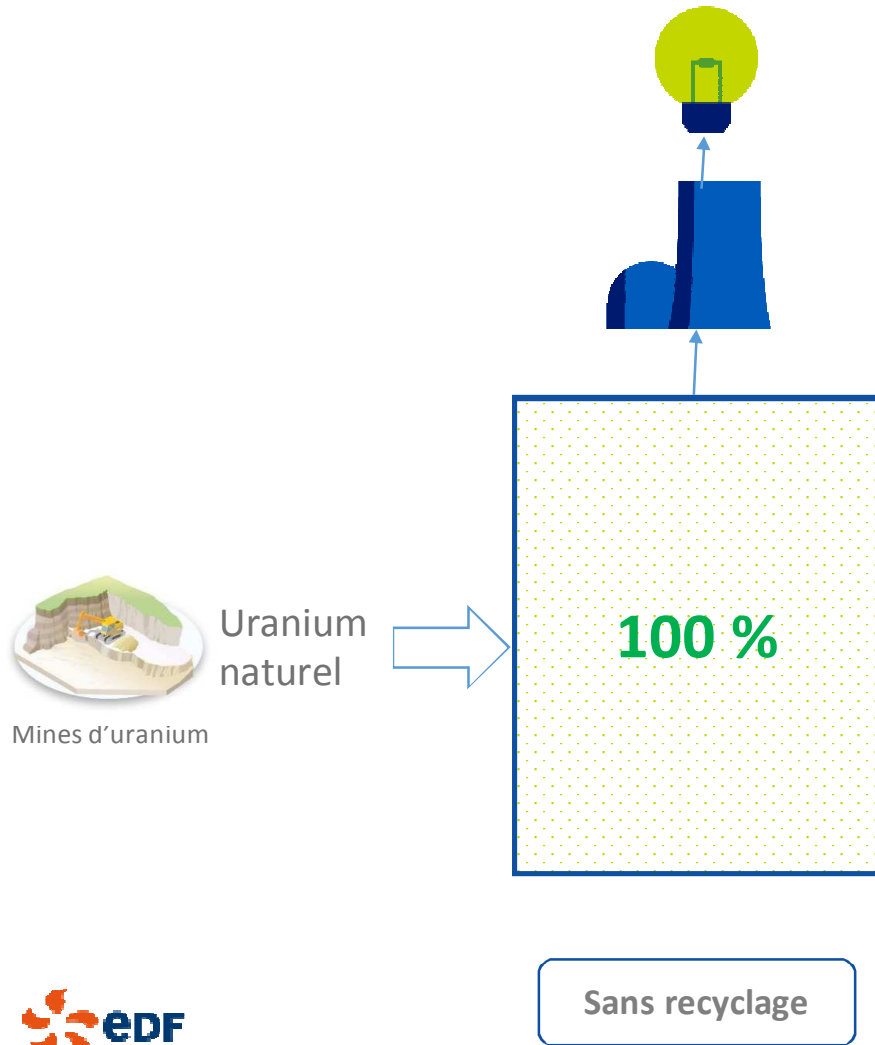 Uranium
naturel
100 %
Mines d’uranium
Sans recyclage
eDF